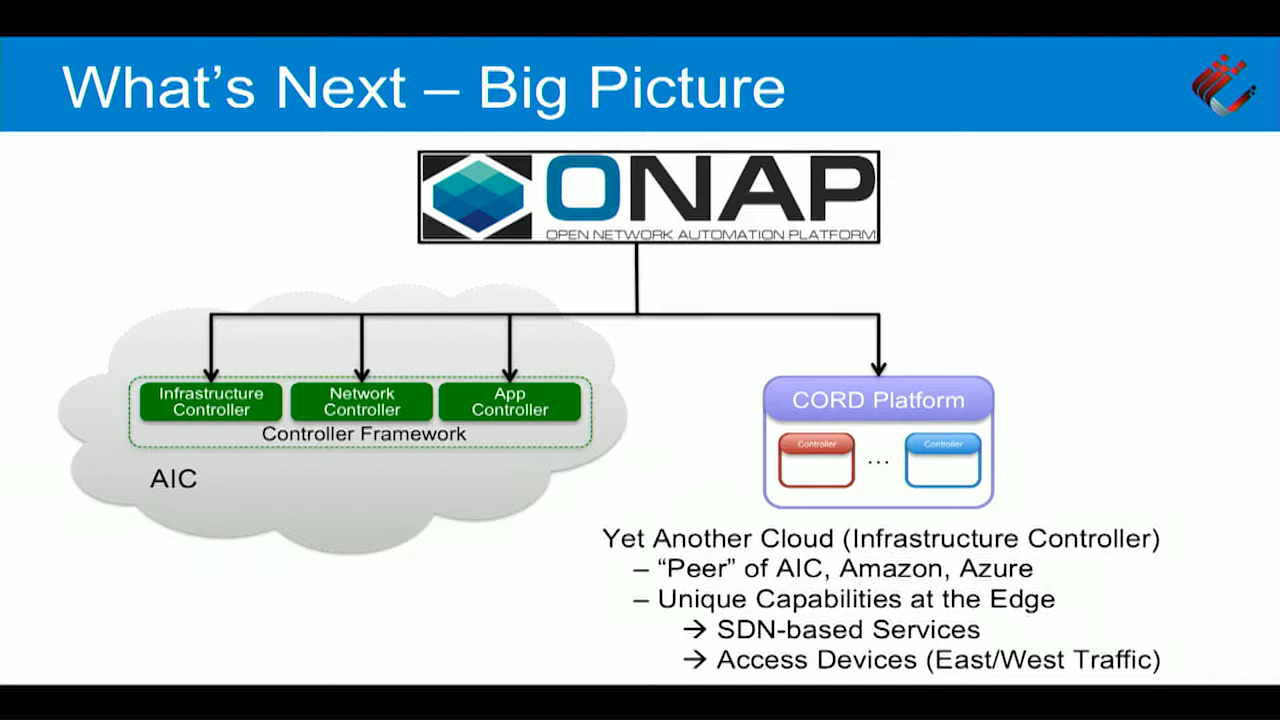 What's Next – Big Picture
ONAP
OPEN NETWORK AUTOMATION PLATFORM
Infrastructure
Controller
Network
Controller
App
Controller
Controller Framework
AIC
CORD Platform
Controller
...
Controller
Yet Another Cloud (Infrastructure Controller)
– “Peer” of AIC, Amazon, Azure
– Unique Capabilities at the Edge
→ SDN-based Services
→ Access Devices (East/West Traffic)